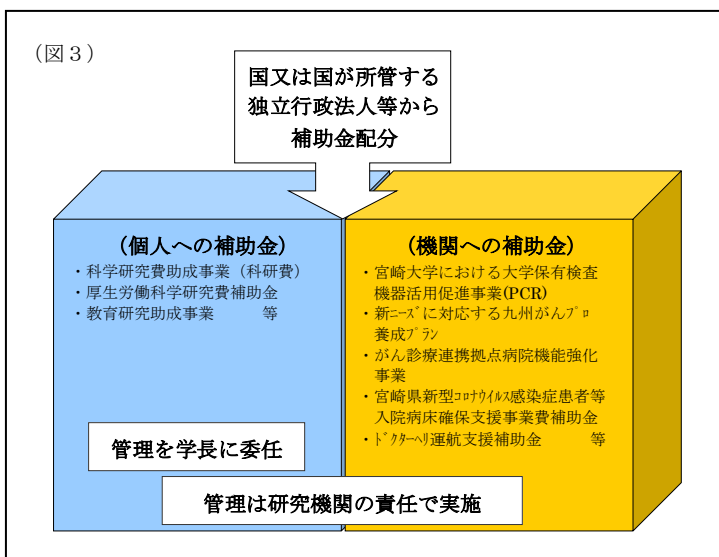 （図３）
国又は国が所管する
独立行政法人等から
補助金配分
(個人への補助金)
・科学研究費助成事業（科研費）
・厚生労働科学研究費補助金
・教育研究助成事業　　等
(機関への補助金)
・宮崎大学における大学保有検査
機器活用促進事業(PCR)
・新ﾆｰｽﾞに対応する九州がんﾌﾟﾛ
養成プラン
・がん診療連携拠点病院機能強化
事業
・宮崎県新型ｺﾛﾅｳｲﾙｽ感染症患者等
入院病床確保支援事業費補助金
・ﾄﾞｸﾀｰﾍﾘ運航支援補助金　　等
管理を学長に委任
管理は研究機関の責任で実施